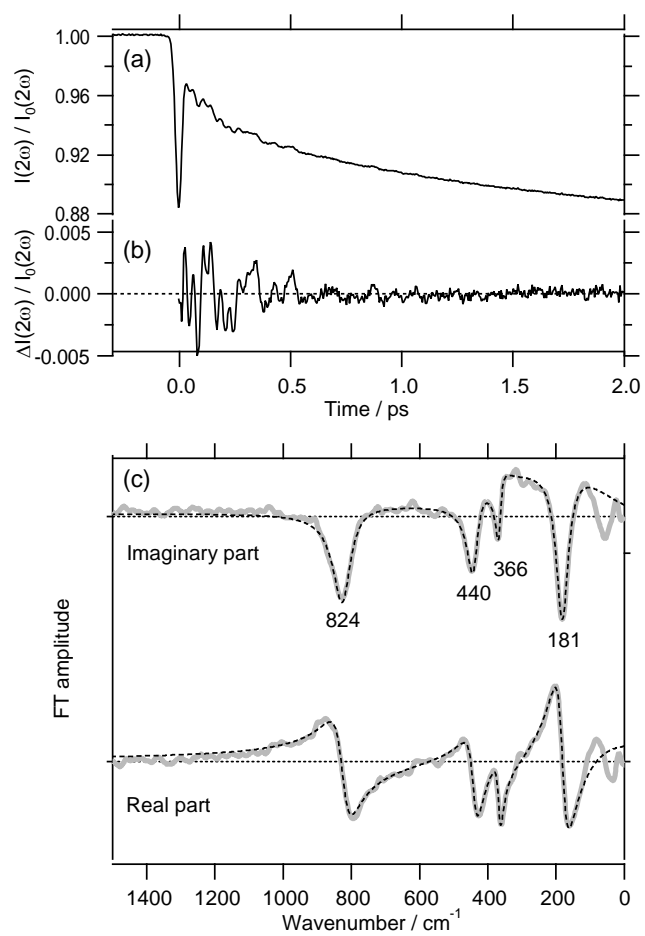 (a)
I(2ω) / I₀(2ω)
1.00
0.96
0.92
0.88
(b)
ΔI(2ω) / I₀(2ω)
0.005
0.000
-0.005
0.0 0.5 1.0 1.5 2.0
Time / ps
(c)
FT amplitude
Imaginary part
824
440
366
181
Real part
1400 1200 1000 800 600 400 200 0
Wavenumber / cm⁻¹